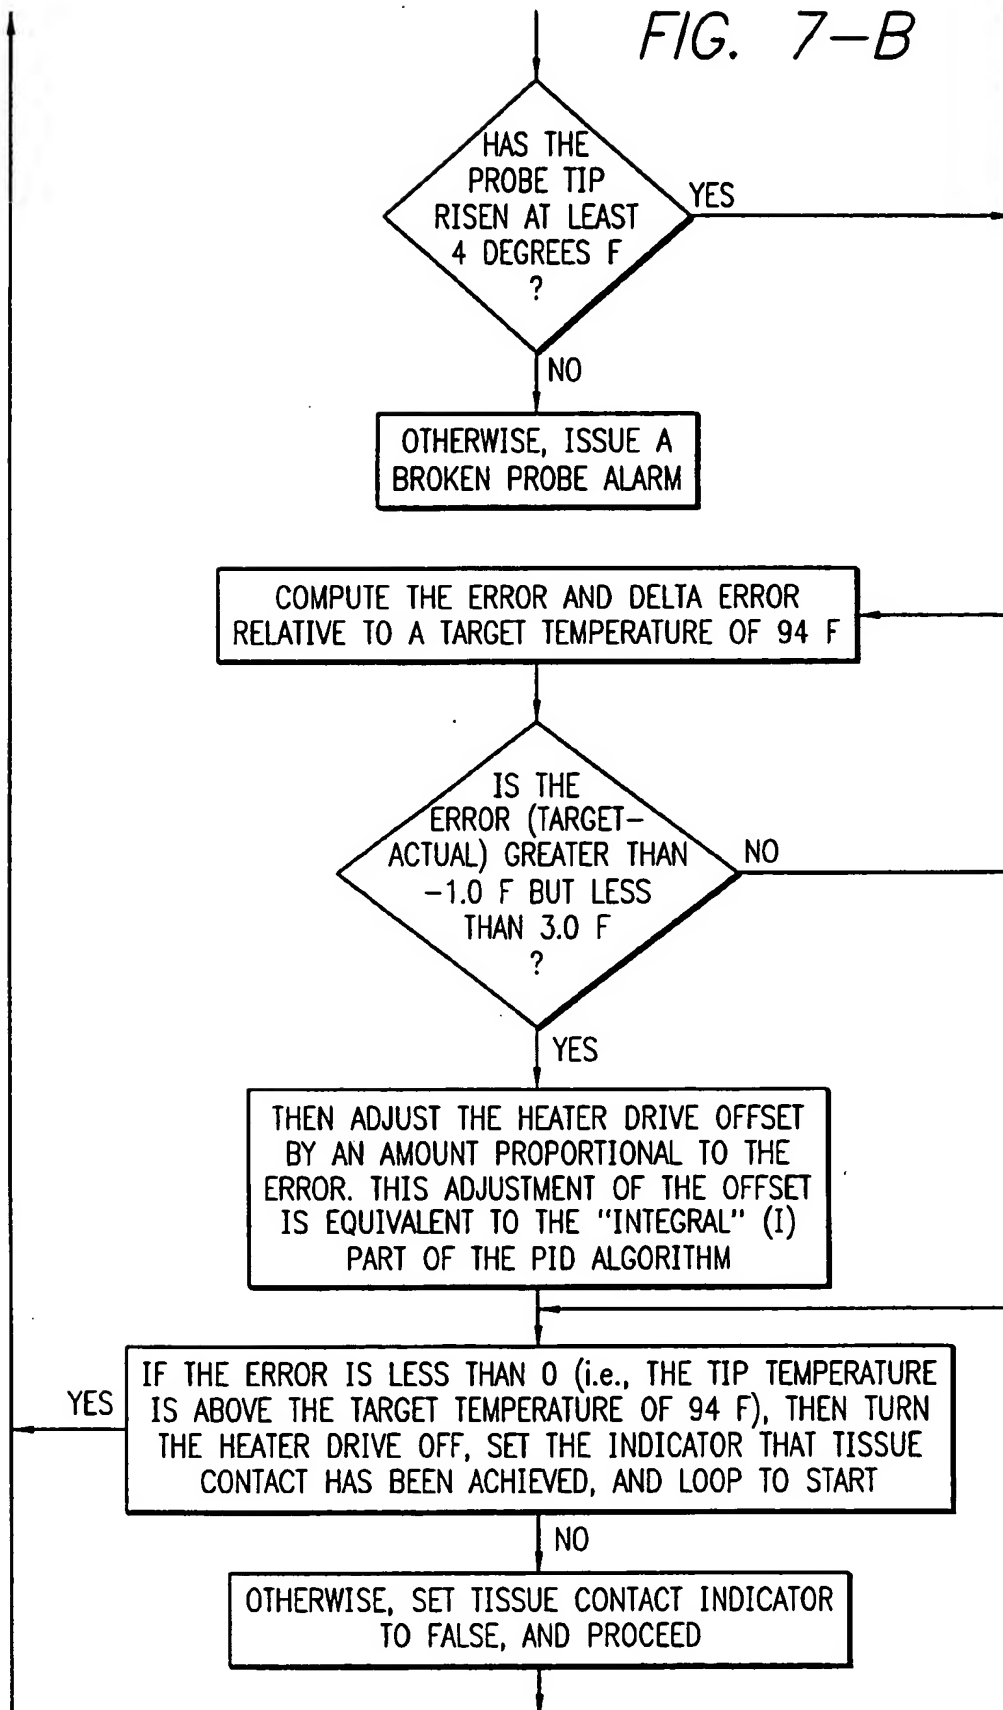 FIG. 7-B
HAS THE
PROBE TIP
RISEN AT LEAST
4 DEGREES F
?
YES
NO
OTHERWISE, ISSUE A
BROKEN PROBE ALARM
COMPUTE THE ERROR AND DELTA ERROR
RELATIVE TO A TARGET TEMPERATURE OF 94 F
IS THE
ERROR (TARGET-
ACTUAL) GREATER THAN
-1.0 F BUT LESS
THAN 3.0 F
?
NO
YES
THEN ADJUST THE HEATER DRIVE OFFSET
BY AN AMOUNT PROPORTIONAL TO THE
ERROR. THIS ADJUSTMENT OF THE OFFSET
IS EQUIVALENT TO THE "INTEGRAL" (I)
PART OF THE PID ALGORITHM
IF THE ERROR IS LESS THAN 0 (i.e., THE TIP TEMPERATURE
IS ABOVE THE TARGET TEMPERATURE OF 94 F), THEN TURN
THE HEATER DRIVE OFF, SET THE INDICATOR THAT TISSUE
CONTACT HAS BEEN ACHIEVED, AND LOOP TO START
YES
NO
OTHERWISE, SET TISSUE CONTACT INDICATOR
TO FALSE, AND PROCEED